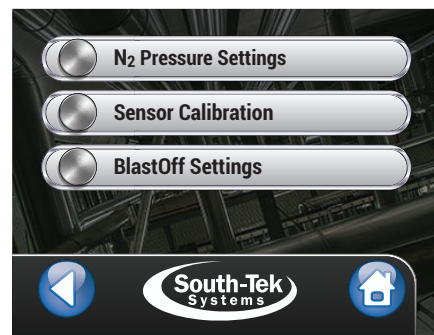 N₂ Pressure Settings
Sensor Calibration
BlastOff Settings
South-Tek
Systems